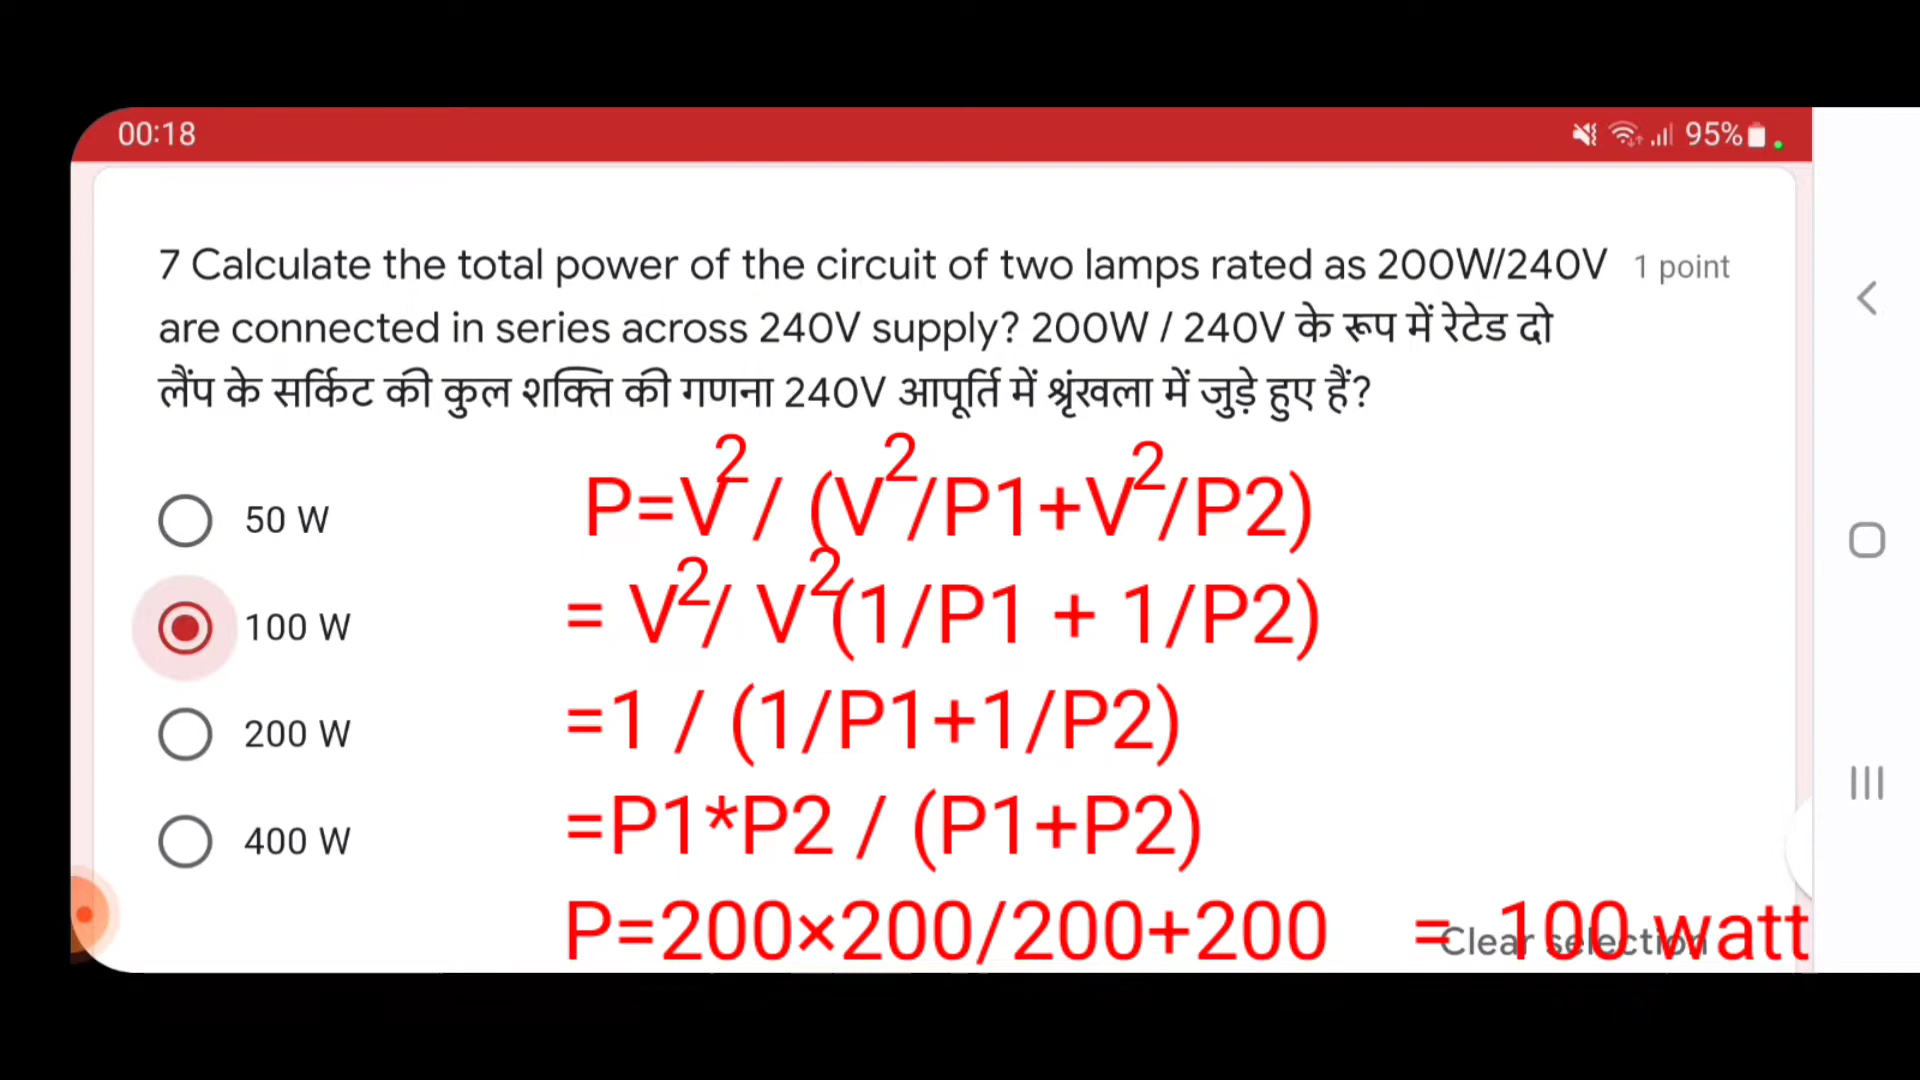 00:18 95%
7 Calculate the total power of the circuit of two lamps rated as 200W/240V 1 point
are connected in series across 240V supply? 200W / 240V के रूप में रेटेड दो
लैंप के सर्किट की कुल शक्ति की गणना 240V आपूर्ति में श्रृंखला में जुड़े हुए हैं?
P=V²/ (V²/P1+V²/P2)
50 W
= V²/ V²(1/P1 + 1/P2)
100 W
=1 / (1/P1+1/P2)
200 W
=P1*P2 / (P1+P2)
400 W
P=200×200/200+200 = 100 watt
Clear selection